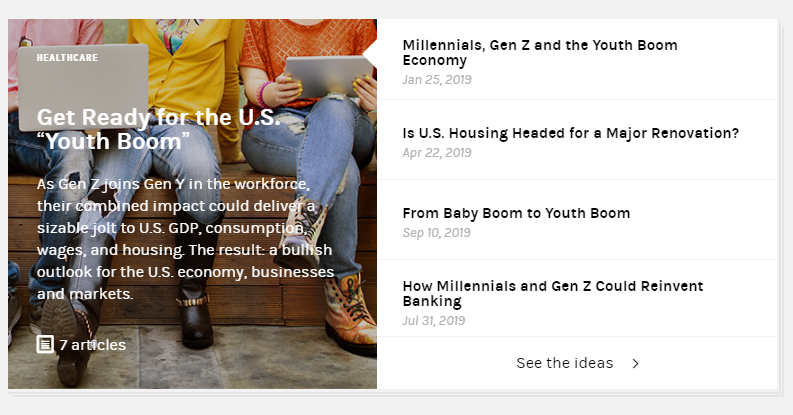 HEALTHCARE
Get Ready for the U.S.
“Youth Boom”
As Gen Z joins Gen Y in the workforce,
their combined impact could deliver a
sizable jolt to U.S. GDP, consumption,
wages, and housing. The result: a bullish
outlook for the U.S. economy, businesses
and markets.
7 articles
Millennials, Gen Z and the Youth Boom
Economy
Jan 25, 2019
Is U.S. Housing Headed for a Major Renovation?
Apr 22, 2019
From Baby Boom to Youth Boom
Sep 10, 2019
How Millennials and Gen Z Could Reinvent
Banking
Jul 31, 2019
See the ideas